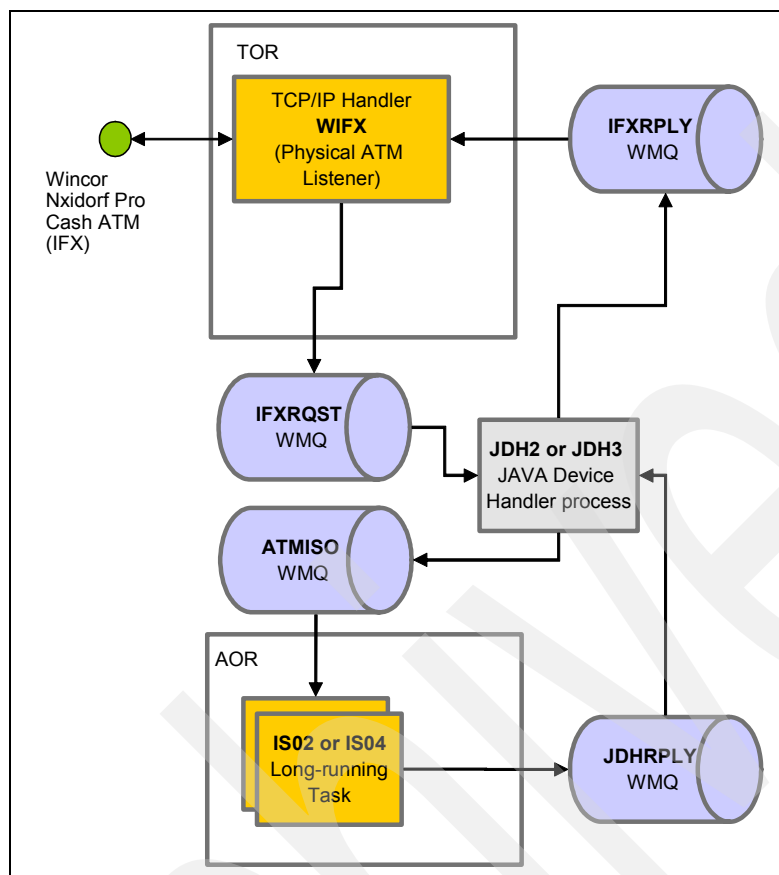 TOR
TCP/IP Handler
WIFX
(Physical ATM
Listener)
IFXRPLY
WMQ
Wincor
Nxidorf Pro
Cash ATM
(IFX)
IFXRQST
WMQ
JDH2 or JDH3
JAVA Device
Handler process
ATMISO
WMQ
AOR
IS02 or IS04
Long-running
Task
JDHRPLY
WMQ